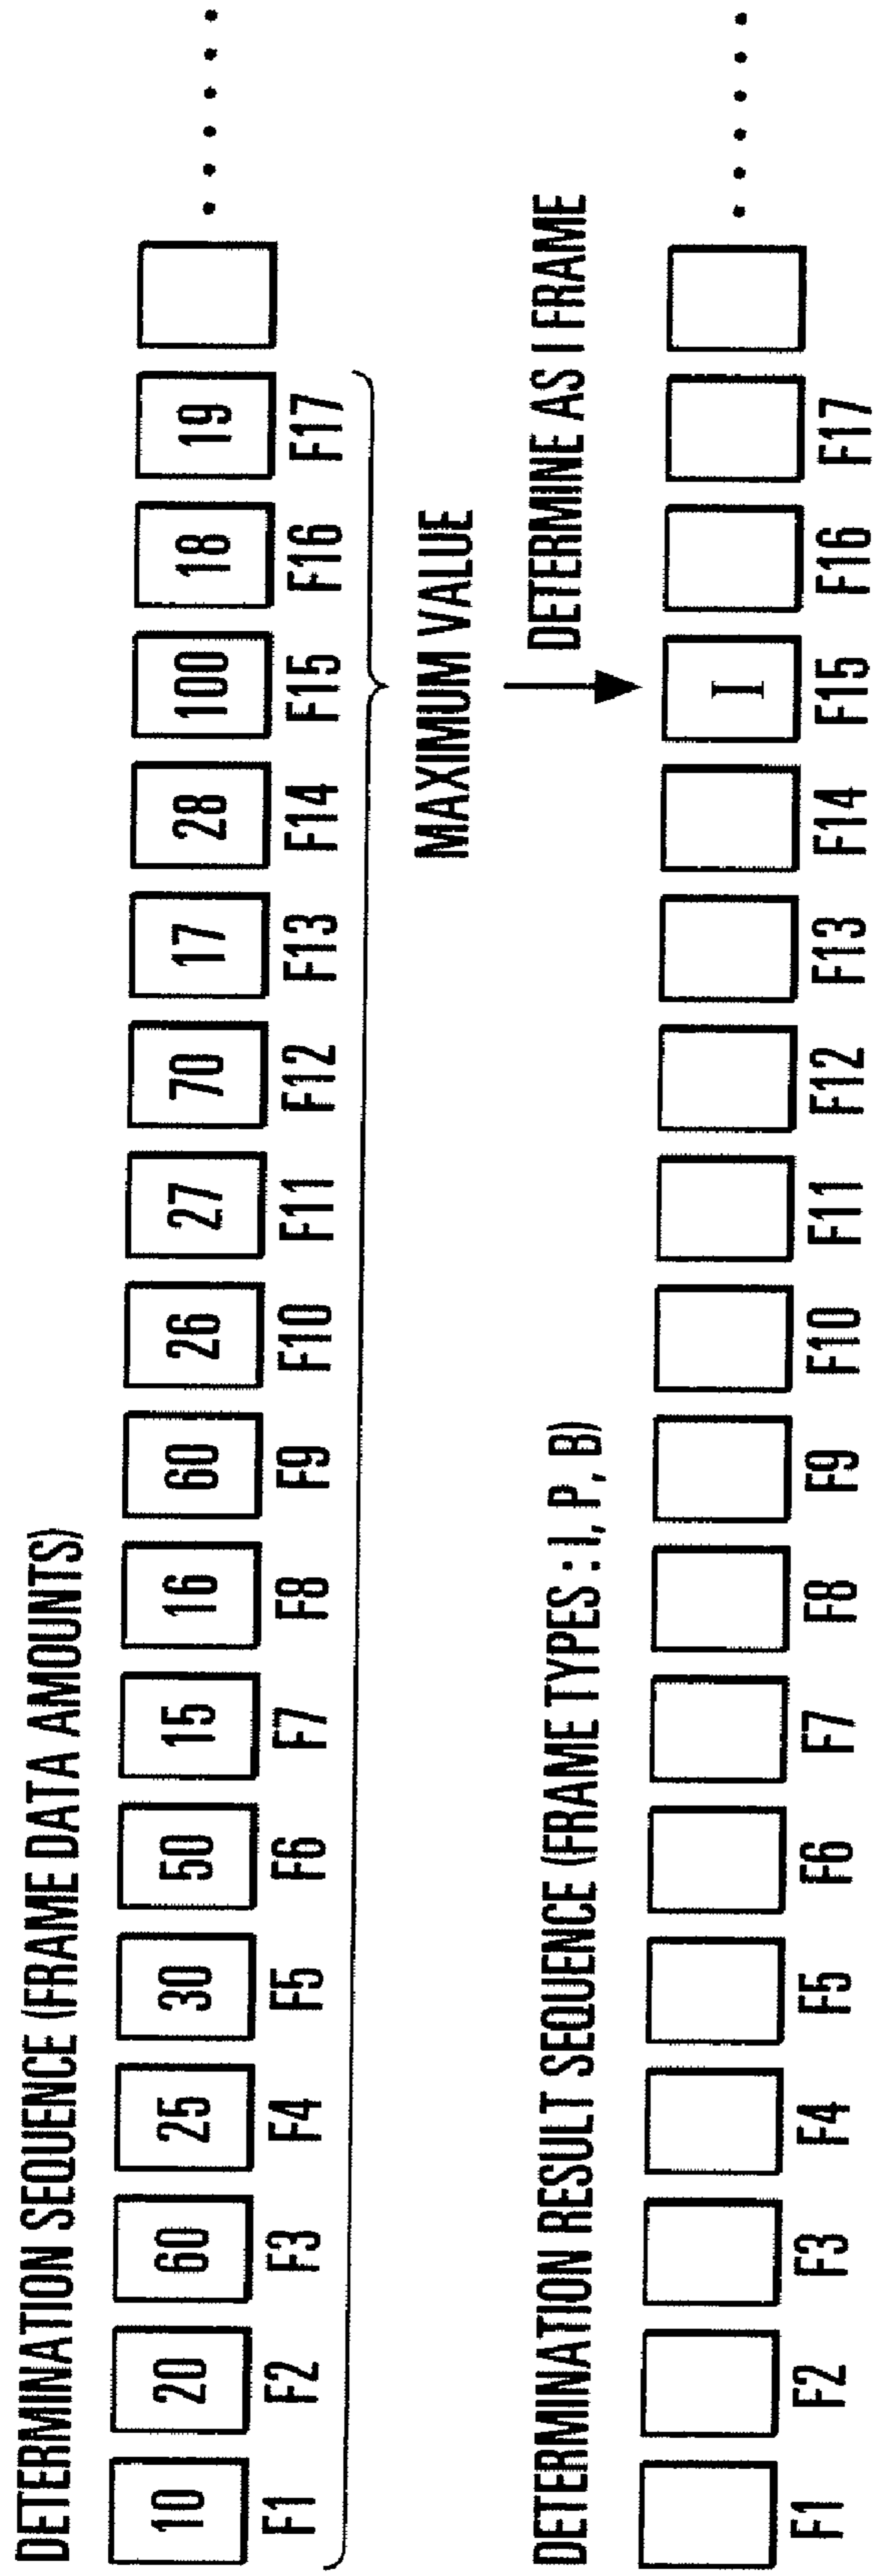 DETERMINATION SEQUENCE (FRAME DATA AMOUNTS)
10 20 60 25 30 50 15 16 60 26 27 70 17 28 100 18 19 ......
F1 F2 F3 F4 F5 F6 F7 F8 F9 F10 F11 F12 F13 F14 F15 F16 F17
MAXIMUM VALUE
DETERMINE AS I FRAME
DETERMINATION RESULT SEQUENCE (FRAME TYPES : I, P, B)
I ......
F1 F2 F3 F4 F5 F6 F7 F8 F9 F10 F11 F12 F13 F14 F15 F16 F17